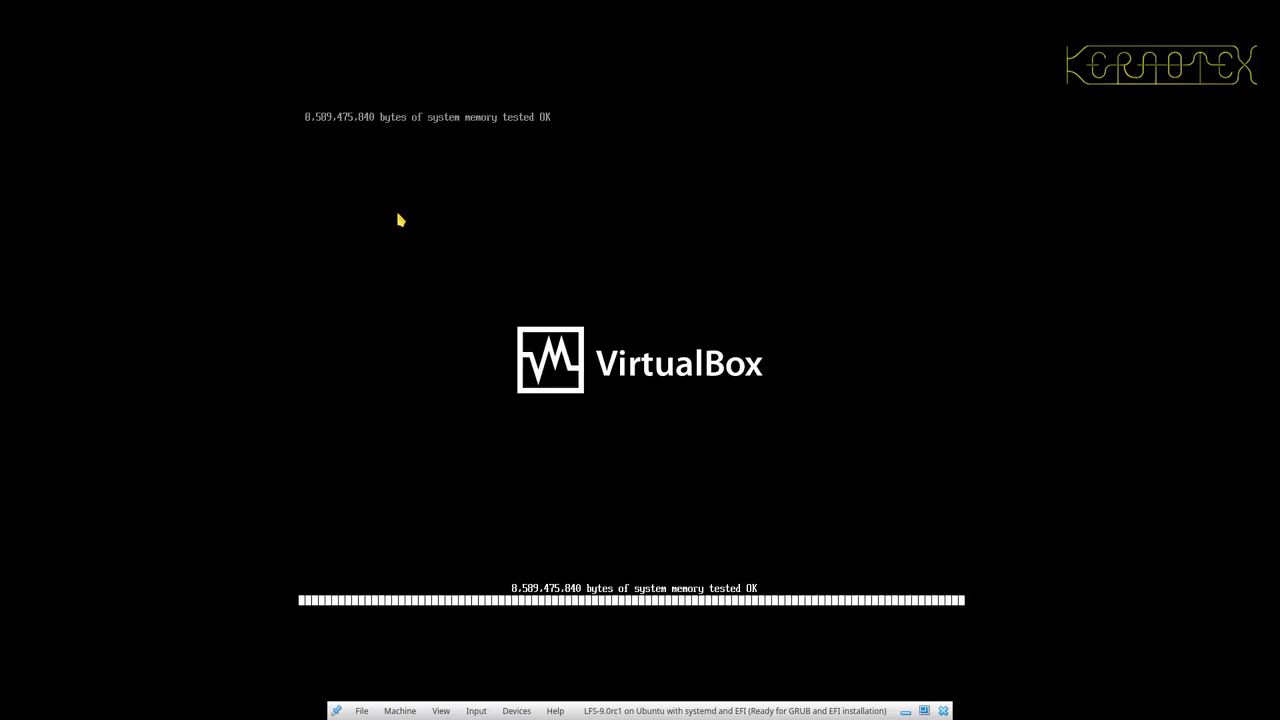 KERNOTEX
8,589,475,840 bytes of system memory tested OK
VirtualBox
8,589,475,840 bytes of system memory tested OK
File Machine View Input Devices Help LFS-9.0rc1 on Ubuntu with systemd and EFI (Ready for GRUB and EFI installation)